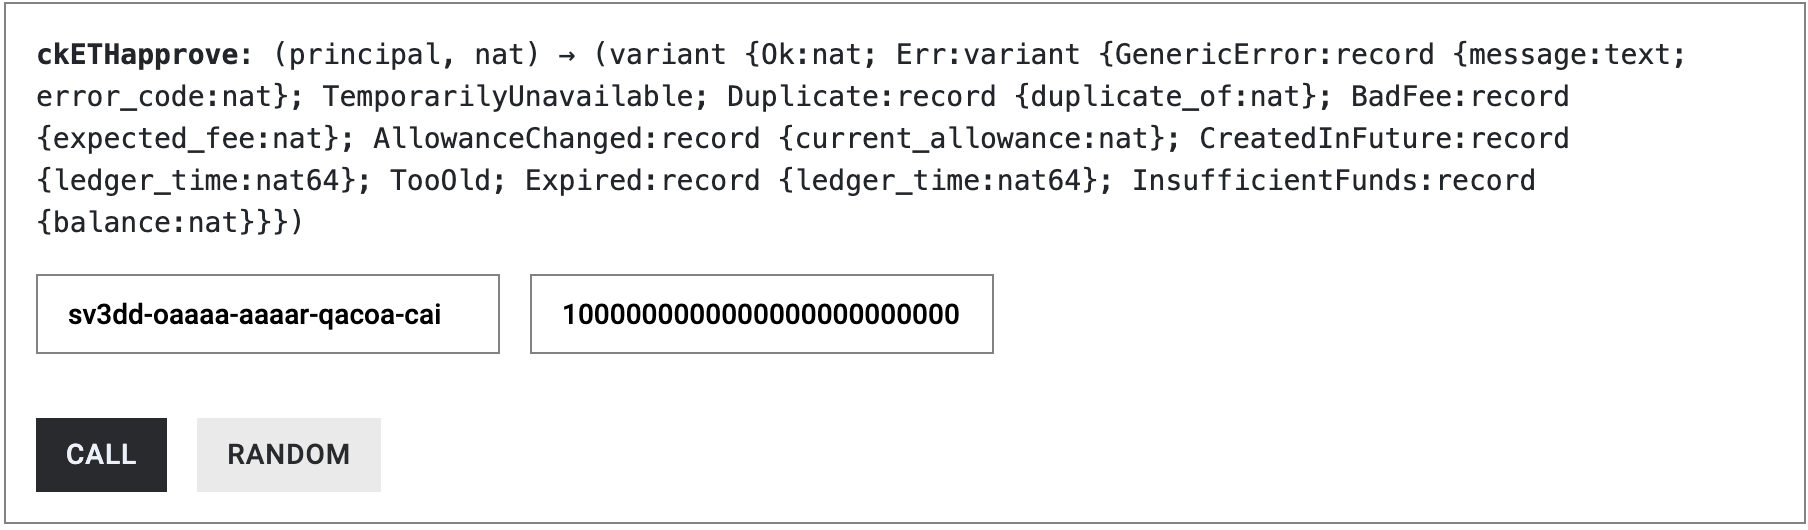 ckETHapprove: (principal, nat) → (variant {Ok:nat; Err:variant {GenericError:record {message:text;
error_code:nat}; TemporarilyUnavailable; Duplicate:record {duplicate_of:nat}; BadFee:record
{expected_fee:nat}; AllowanceChanged:record {current_allowance:nat}; CreatedInFuture:record
{ledger_time:nat64}; TooOld; Expired:record {ledger_time:nat64}; InsufficientFunds:record
{balance:nat}}})
sv3dd-oaaaa-aaaar-qacoa-cai
1000000000000000000000000
CALL
RANDOM